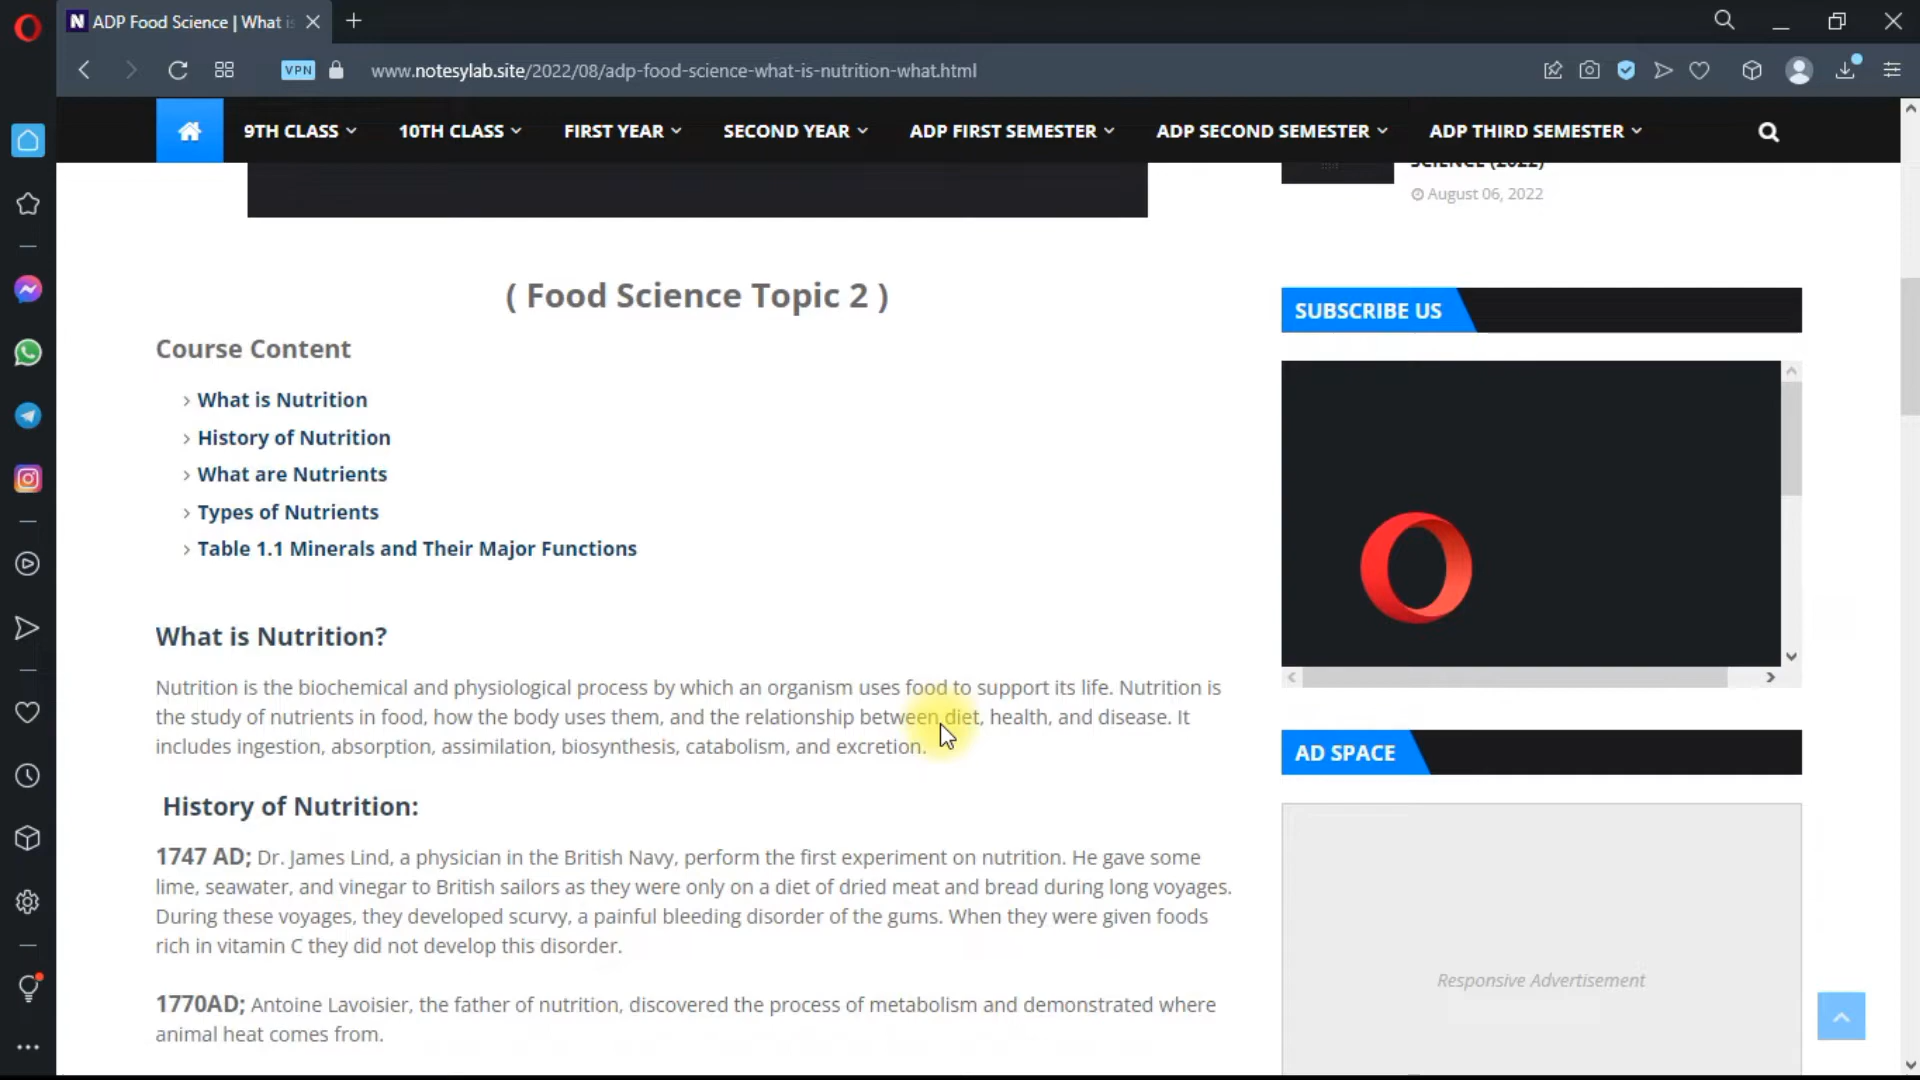 N ADP Food Science | What is
VPN
www.notesylab.site/2022/08/adp-food-science-what-is-nutrition-what.html
9TH CLASS 10TH CLASS FIRST YEAR SECOND YEAR ADP FIRST SEMESTER ADP SECOND SEMESTER ADP THIRD SEMESTER
SCIENCE (2022)
August 06, 2022
( Food Science Topic 2 )
Course Content
What is Nutrition
History of Nutrition
What are Nutrients
Types of Nutrients
Table 1.1 Minerals and Their Major Functions
What is Nutrition?
Nutrition is the biochemical and physiological process by which an organism uses food to support its life. Nutrition is
the study of nutrients in food, how the body uses them, and the relationship between diet, health, and disease. It
includes ingestion, absorption, assimilation, biosynthesis, catabolism, and excretion.
History of Nutrition:
1747 AD; Dr. James Lind, a physician in the British Navy, perform the first experiment on nutrition. He gave some
lime, seawater, and vinegar to British sailors as they were only on a diet of dried meat and bread during long voyages.
During these voyages, they developed scurvy, a painful bleeding disorder of the gums. When they were given foods
rich in vitamin C they did not develop this disorder.
1770AD; Antoine Lavoisier, the father of nutrition, discovered the process of metabolism and demonstrated where
animal heat comes from.
SUBSCRIBE US
AD SPACE
Responsive Advertisement